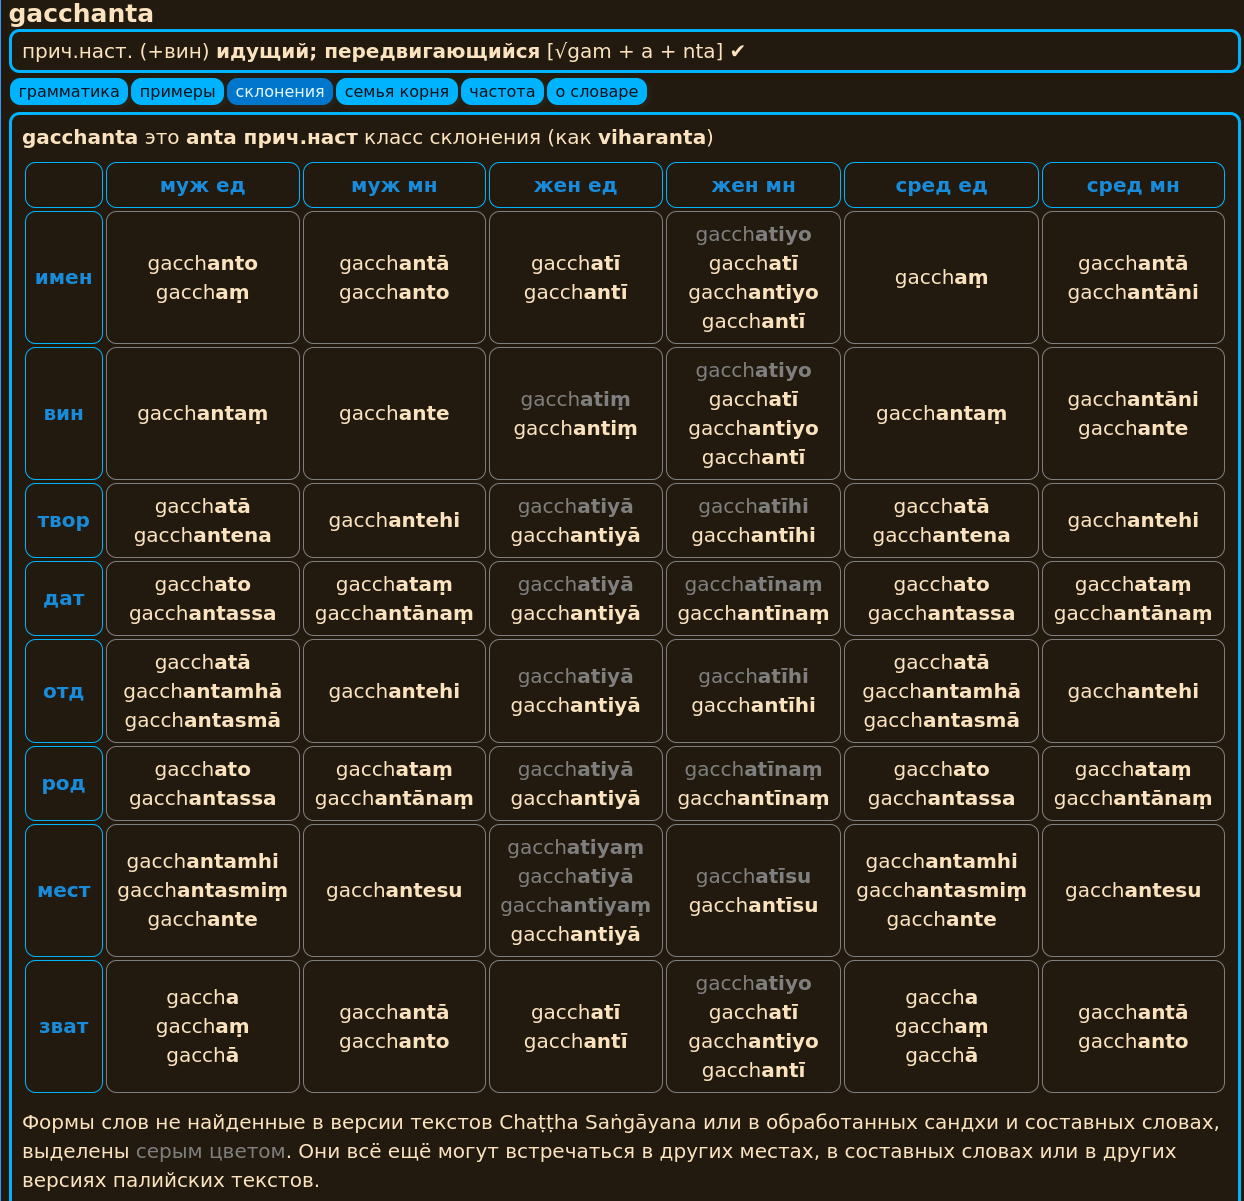 gacchanta
прич.наст. (+вин) идущий; передвигающийся [√gam + a + nta] ✔
грамматика примеры склонения семья корня частота о словаре
gacchanta это anta прич.наст класс склонения (как viharanta)
муж ед муж мн жен ед жен мн сред ед сред мн
имен
gacchanto
gacchaṃ
gacchantā
gacchanto
gacchatī
gacchantī
gacchatiyo
gacchatī
gacchantiyo
gacchantī
gacchaṃ
gacchantā
gacchantāni
вин
gacchantaṃ
gacchante
gacchatiṃ
gacchantiṃ
gacchatiyo
gacchatī
gacchantiyo
gacchantī
gacchantaṃ
gacchantāni
gacchante
твор
gacchatā
gacchantena
gacchantehi
gacchatiyā
gacchantiyā
gacchatīhi
gacchantīhi
gacchatā
gacchantena
gacchantehi
дат
gacchato
gacchantassa
gacchataṃ
gacchantānaṃ
gacchatiyā
gacchantiyā
gacchatīnaṃ
gacchantīnaṃ
gacchato
gacchantassa
gacchataṃ
gacchantānaṃ
отд
gacchatā
gacchantamhā
gacchantasmā
gacchantehi
gacchatiyā
gacchantiyā
gacchatīhi
gacchantīhi
gacchatā
gacchantamhā
gacchantasmā
gacchantehi
род
gacchato
gacchantassa
gacchataṃ
gacchantānaṃ
gacchatiyā
gacchantiyā
gacchatīnaṃ
gacchantīnaṃ
gacchato
gacchantassa
gacchataṃ
gacchantānaṃ
мест
gacchantamhi
gacchantasmiṃ
gacchante
gacchantesu
gacchatiyaṃ
gacchatiyā
gacchantiyaṃ
gacchantiyā
gacchatīsu
gacchantīsu
gacchantamhi
gacchantasmiṃ
gacchante
gacchantesu
зват
gaccha
gacchaṃ
gacchā
gacchantā
gacchanto
gacchatī
gacchantī
gacchatiyo
gacchatī
gacchantiyo
gacchantī
gaccha
gacchaṃ
gacchā
gacchantā
gacchanto
Формы слов не найденные в версии текстов Chaṭṭha Saṅgāyana или в обработанных сандхи и составных словах,
выделены серым цветом. Они всё ещё могут встречаться в других местах, в составных словах или в других
версиях палийских текстов.